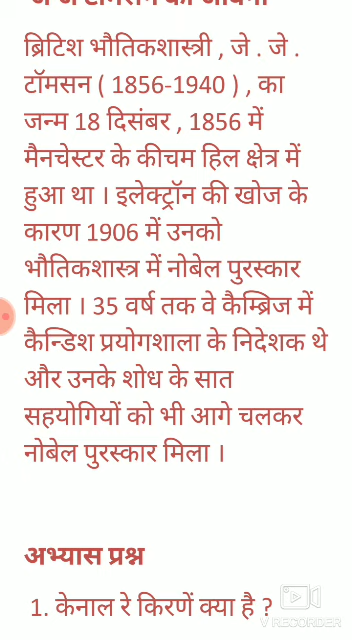 ब्रिटिश भौतिकशास्त्री , जे . जे .
टॉमसन ( 1856-1940 ) , का
जन्म 18 दिसंबर , 1856 में
मैनचेस्टर के कीचम हिल क्षेत्र में
हुआ था । इलेक्ट्रॉन की खोज के
कारण 1906 में उनको
भौतिकशास्त्र में नोबेल पुरस्कार
मिला । 35 वर्ष तक वे कैम्ब्रिज में
कैन्डिश प्रयोगशाला के निदेशक थे
और उनके शोध के सात
सहयोगियों को भी आगे चलकर
नोबेल पुरस्कार मिला ।
अभ्यास प्रश्न
1. केनाल रे किरणें क्या है ?
V RECORDER